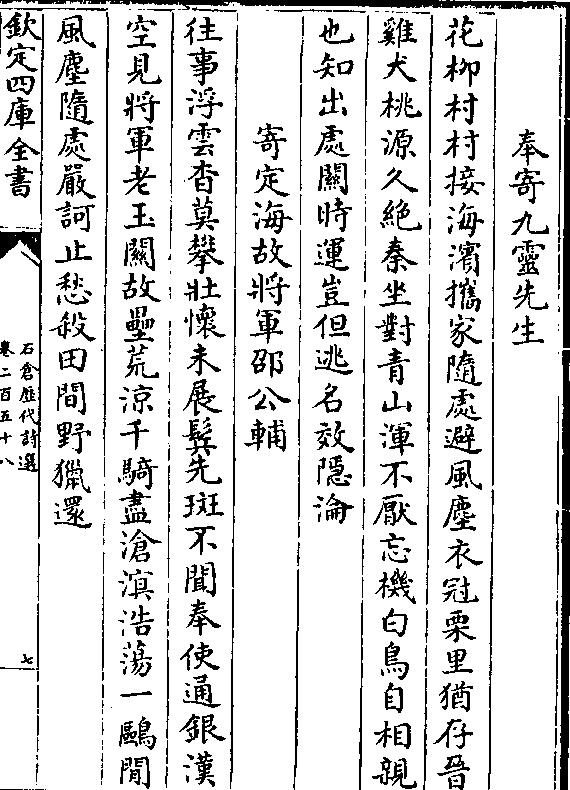 奉寄九靈先生
花柳村村接海濱攜家隨處避風塵衣冠栗里猶存晉
雞犬桃源久絶秦坐對青山渾不厭忘機白鳥自相親
也知出處關時運豈但逃名效隱淪
寄定海故將軍邵公輔
往事浮雲杳莫攀壯懷未展鬂先斑不聞奉使通銀漢
空見將軍老玉關故壘荒涼千騎盡滄溟浩蕩一鷗閒
風塵隨處嚴訶止愁殺田間野獵還
欽定四庫全書
石倉歷代詩選
卷二百五十八
七